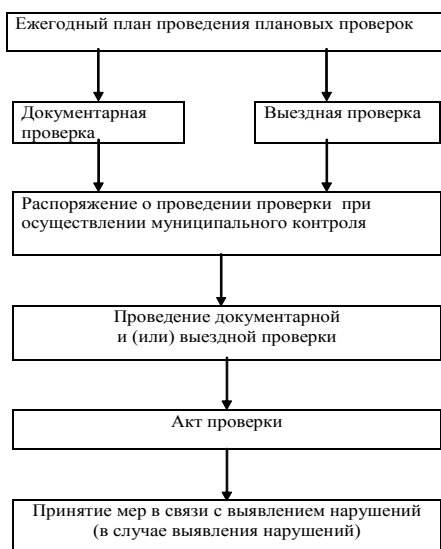 Ежегодный план проведения плановых проверок
Документарная
проверка
Выездная проверка
Распоряжение о проведении проверки при
осуществлении муниципального контроля
Проведение документарной
и (или) выездной проверки
Акт проверки
Принятие мер в связи с выявлением нарушений
(в случае выявления нарушений)